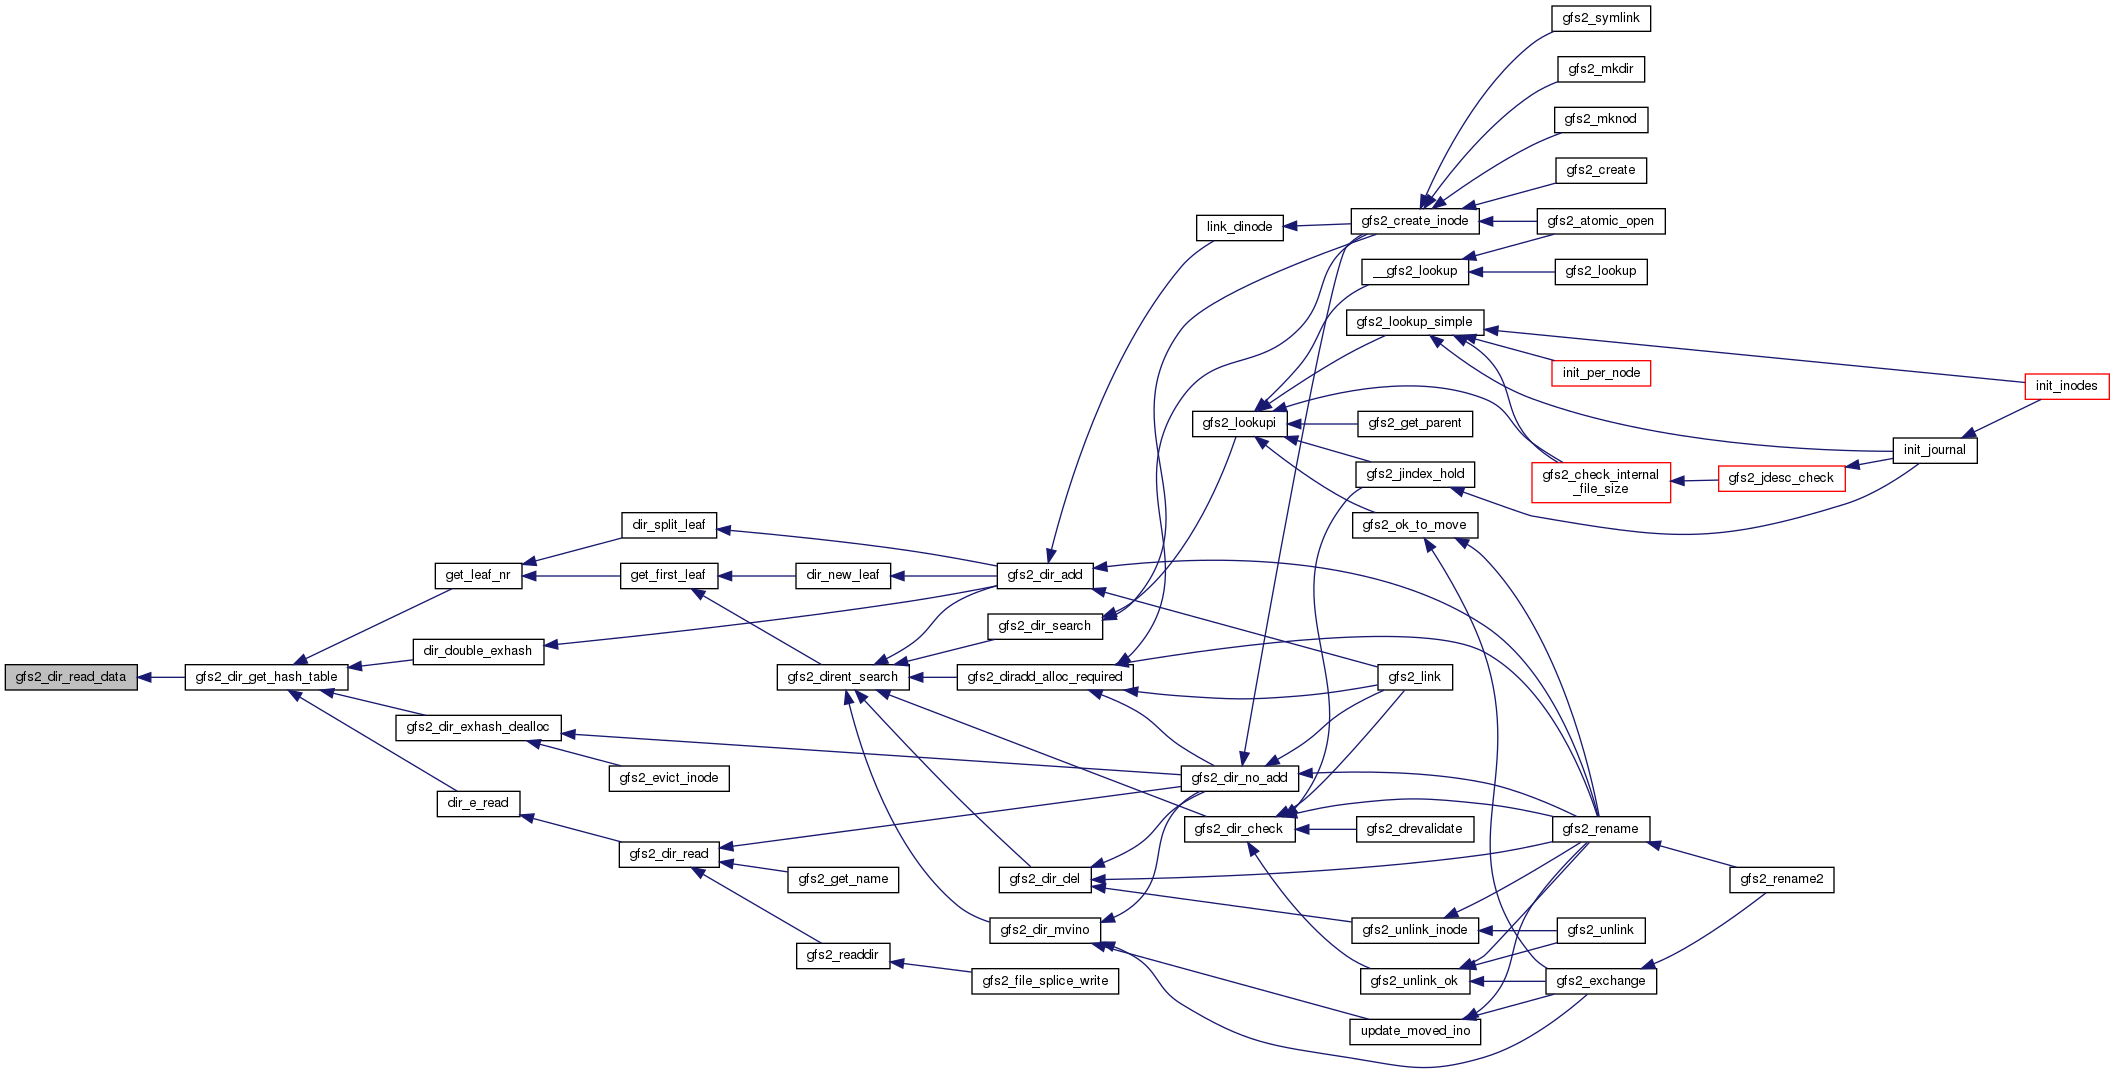 gfs2_symlink
gfs2_mkdir
gfs2_mknod
gfs2_create
link_dinode
gfs2_create_inode
gfs2_atomic_open
__gfs2_lookup
gfs2_lookup
gfs2_lookup_simple
init_per_node
init_inodes
gfs2_lookupi
gfs2_get_parent
init_journal
gfs2_jindex_hold
gfs2_check_internal
_file_size
gfs2_jdesc_check
dir_split_leaf
gfs2_ok_to_move
get_leaf_nr
get_first_leaf
dir_new_leaf
gfs2_dir_add
gfs2_dir_search
dir_double_exhash
gfs2_dir_read_data
gfs2_dir_get_hash_table
gfs2_dirent_search
gfs2_diradd_alloc_required
gfs2_link
gfs2_dir_exhash_dealloc
gfs2_evict_inode
gfs2_dir_no_add
dir_e_read
gfs2_dir_check
gfs2_drevalidate
gfs2_rename
gfs2_dir_read
gfs2_get_name
gfs2_dir_del
gfs2_rename2
gfs2_dir_mvino
gfs2_unlink_inode
gfs2_unlink
gfs2_readdir
gfs2_file_splice_write
gfs2_unlink_ok
gfs2_exchange
update_moved_ino